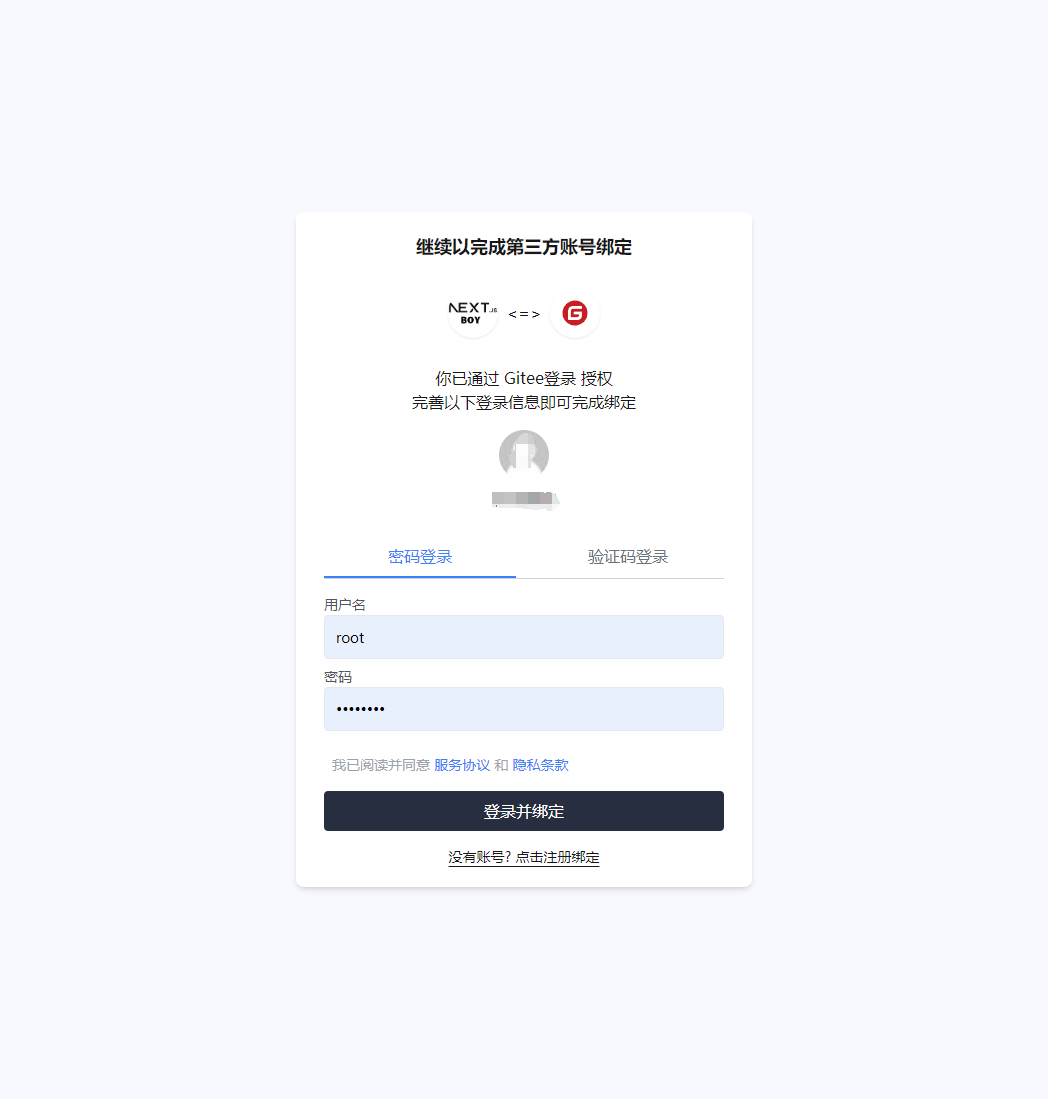 继续以完成第三方账号绑定
NEXT.JS
BOY
<=>
G
你已通过 Gitee登录 授权
完善以下登录信息即可完成绑定
密码登录
验证码登录
用户名
root
密码
••••••••
我已阅读并同意 服务协议 和 隐私条款
登录并绑定
没有账号? 点击注册绑定